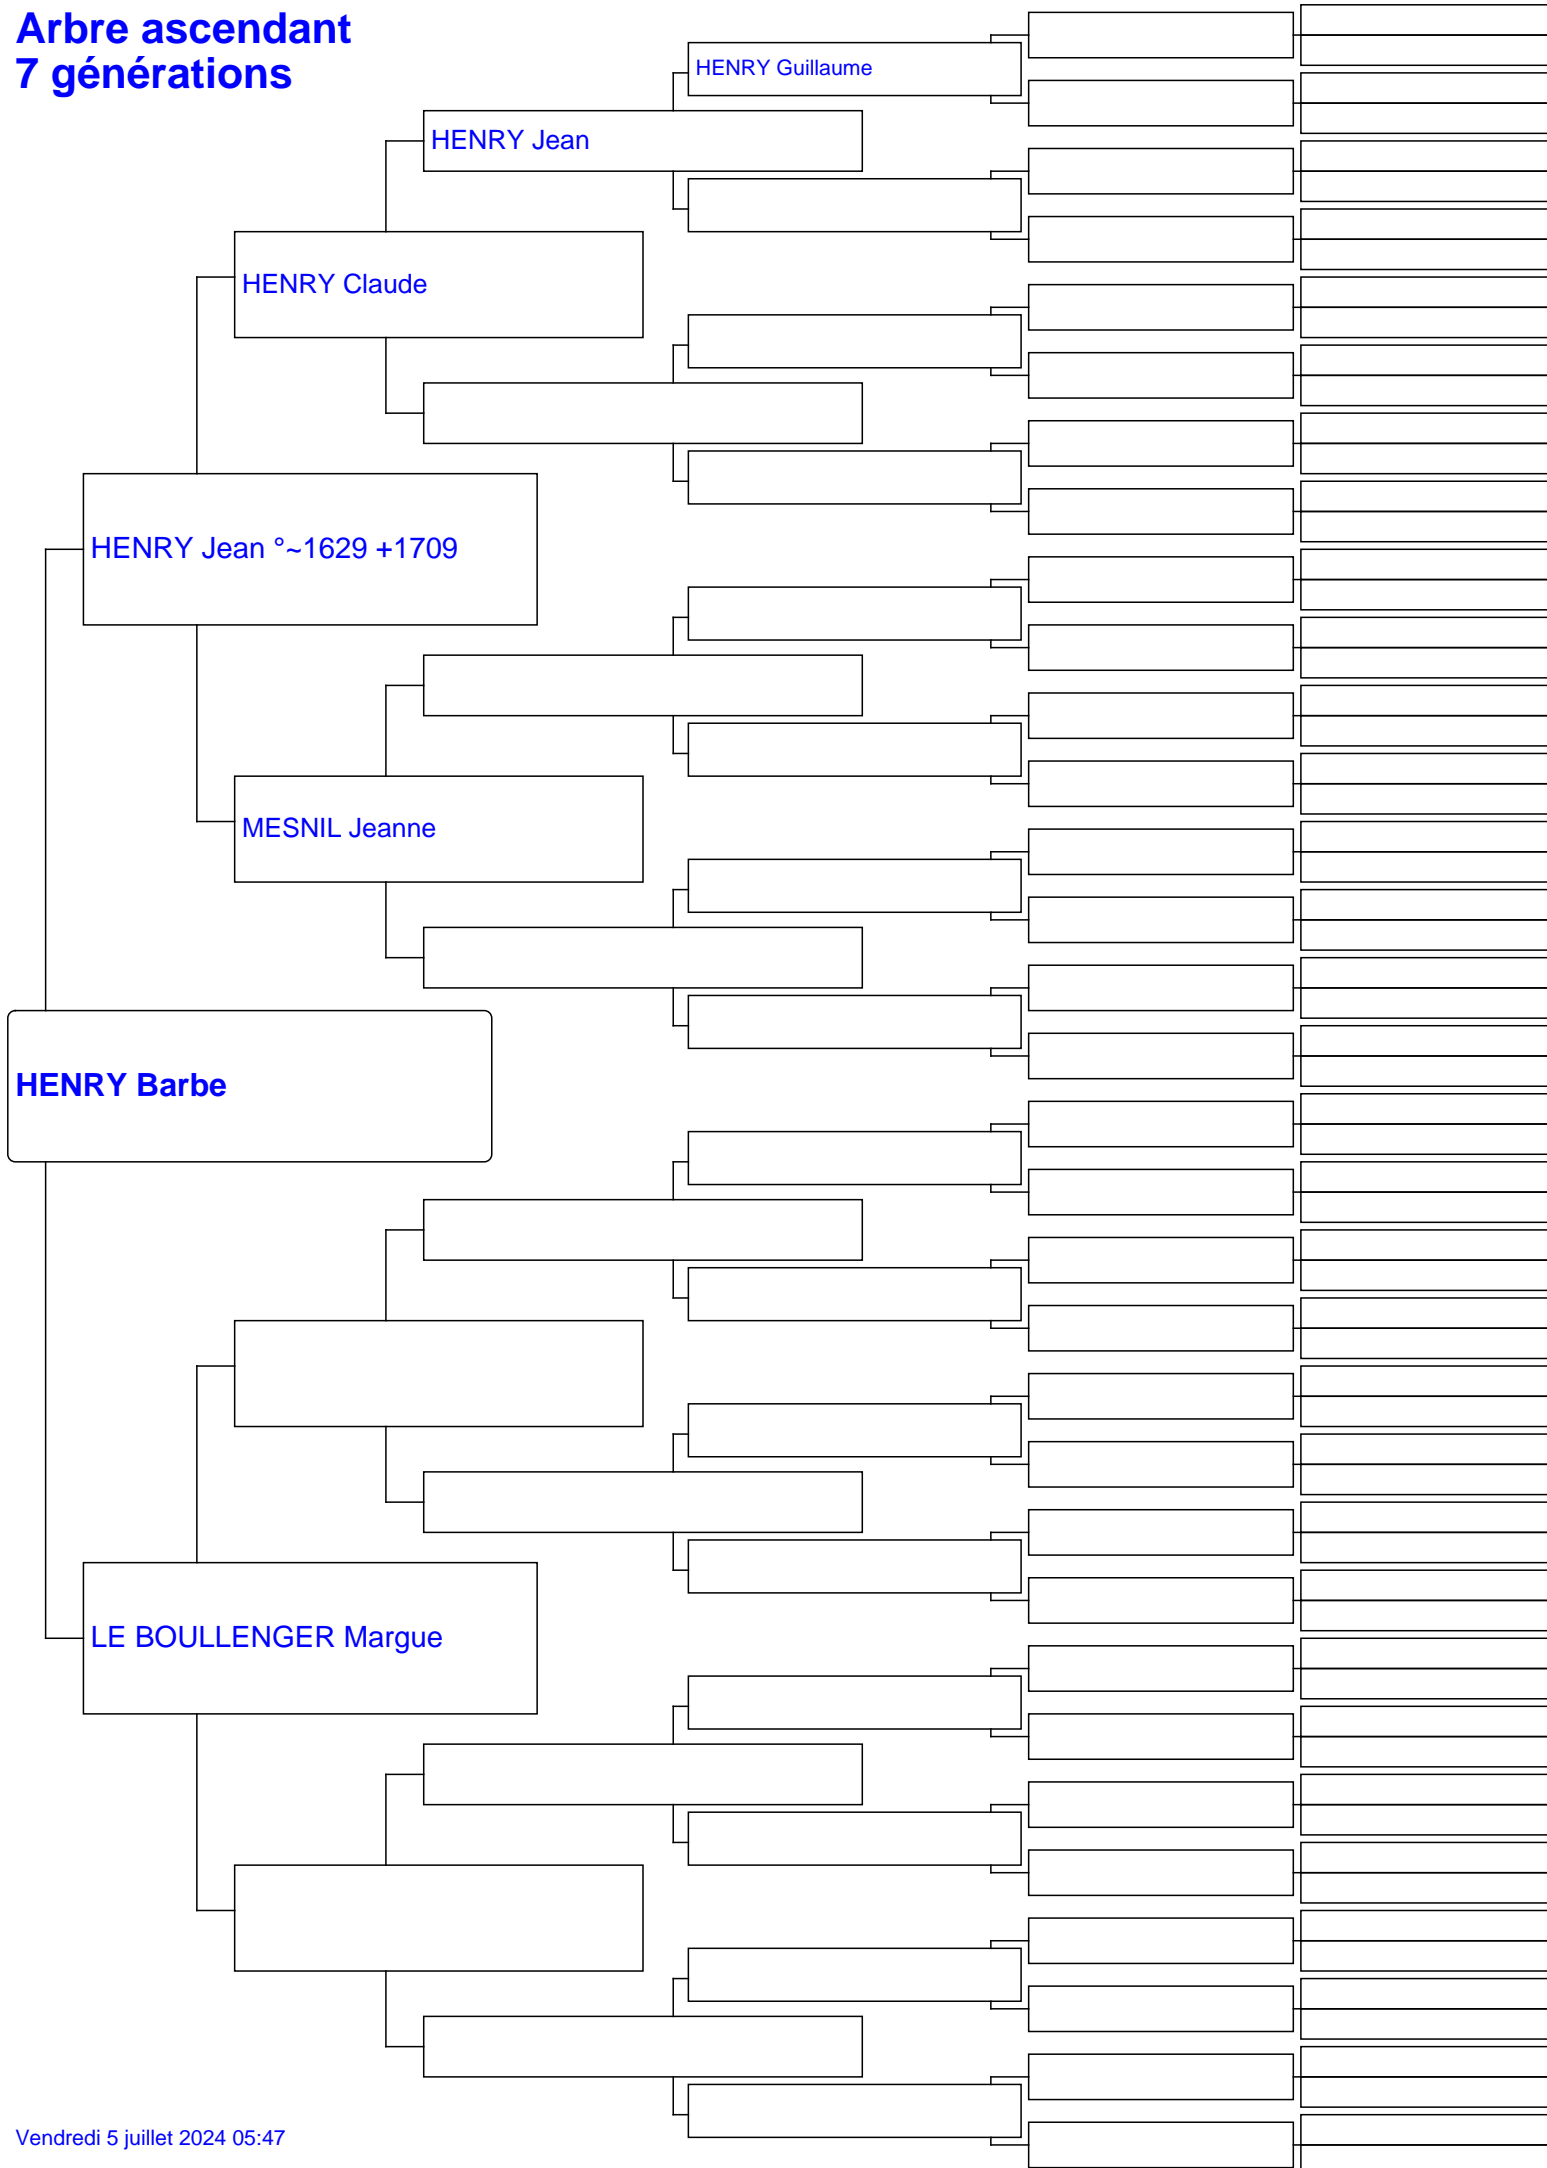 Arbre ascendant
7 générations
HENRY Guillaume
HENRY Jean
HENRY Claude
HENRY Jean °~1629 +1709
MESNIL Jeanne
HENRY Barbe
LE BOULLENGER Margue
Vendredi 5 juillet 2024 05:47